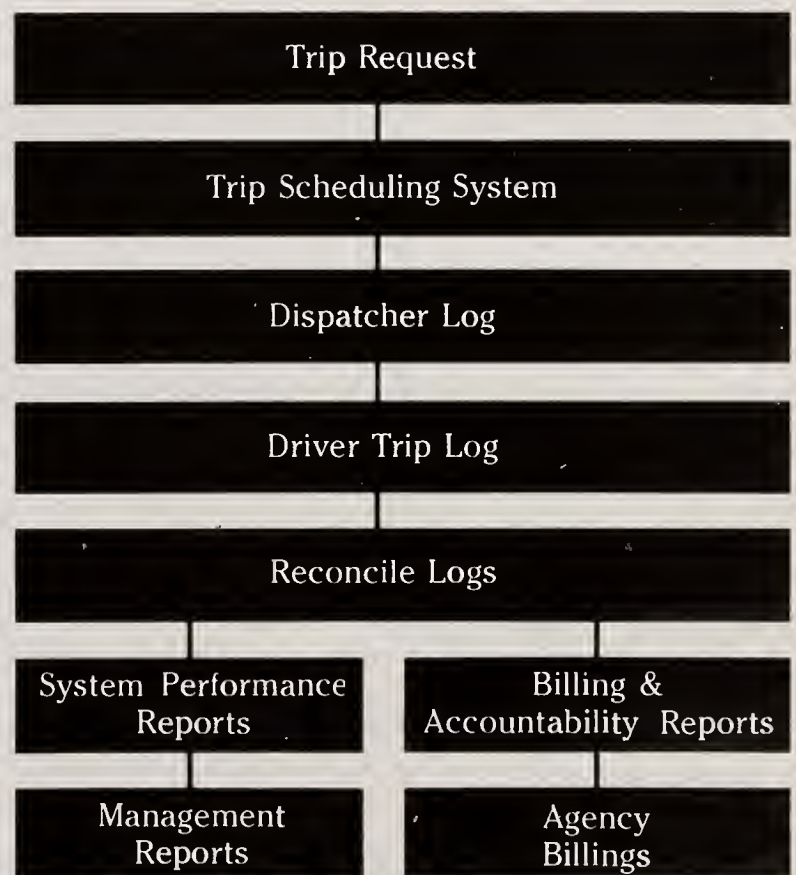 Trip Request
Trip Scheduling System
Dispatcher Log
Driver Trip Log
Reconcile Logs
System Performance
Reports
Billing &
Accountability Reports
Management
Reports
Agency
Billings